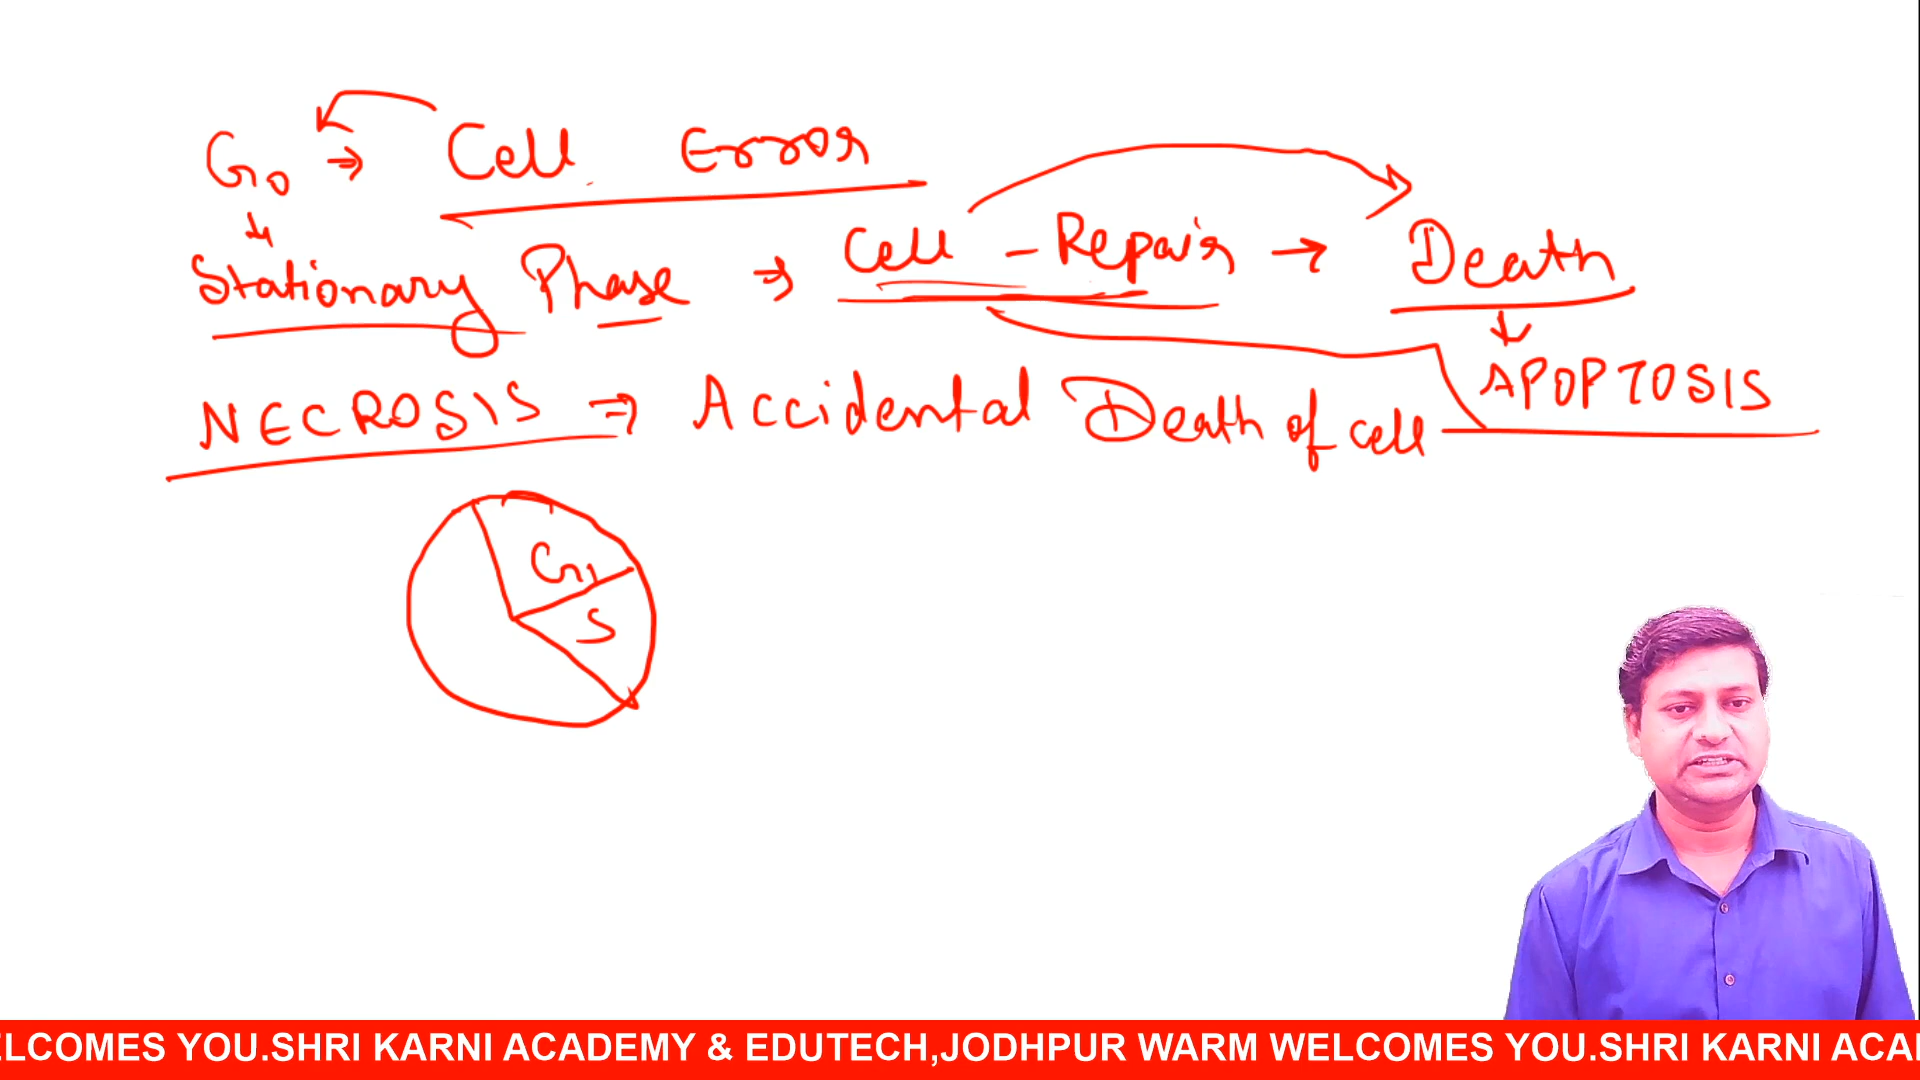 G0 → Cell Error
↓
Stationary Phase → Cell - Repair → Death
↓
APOPTOSIS
NECROSIS ⇒ Accidental Death of cell
G1
S
ELCOMES YOU.SHRI KARNI ACADEMY & EDUTECH,JODHPUR WARM WELCOMES YOU.SHRI KARNI ACA